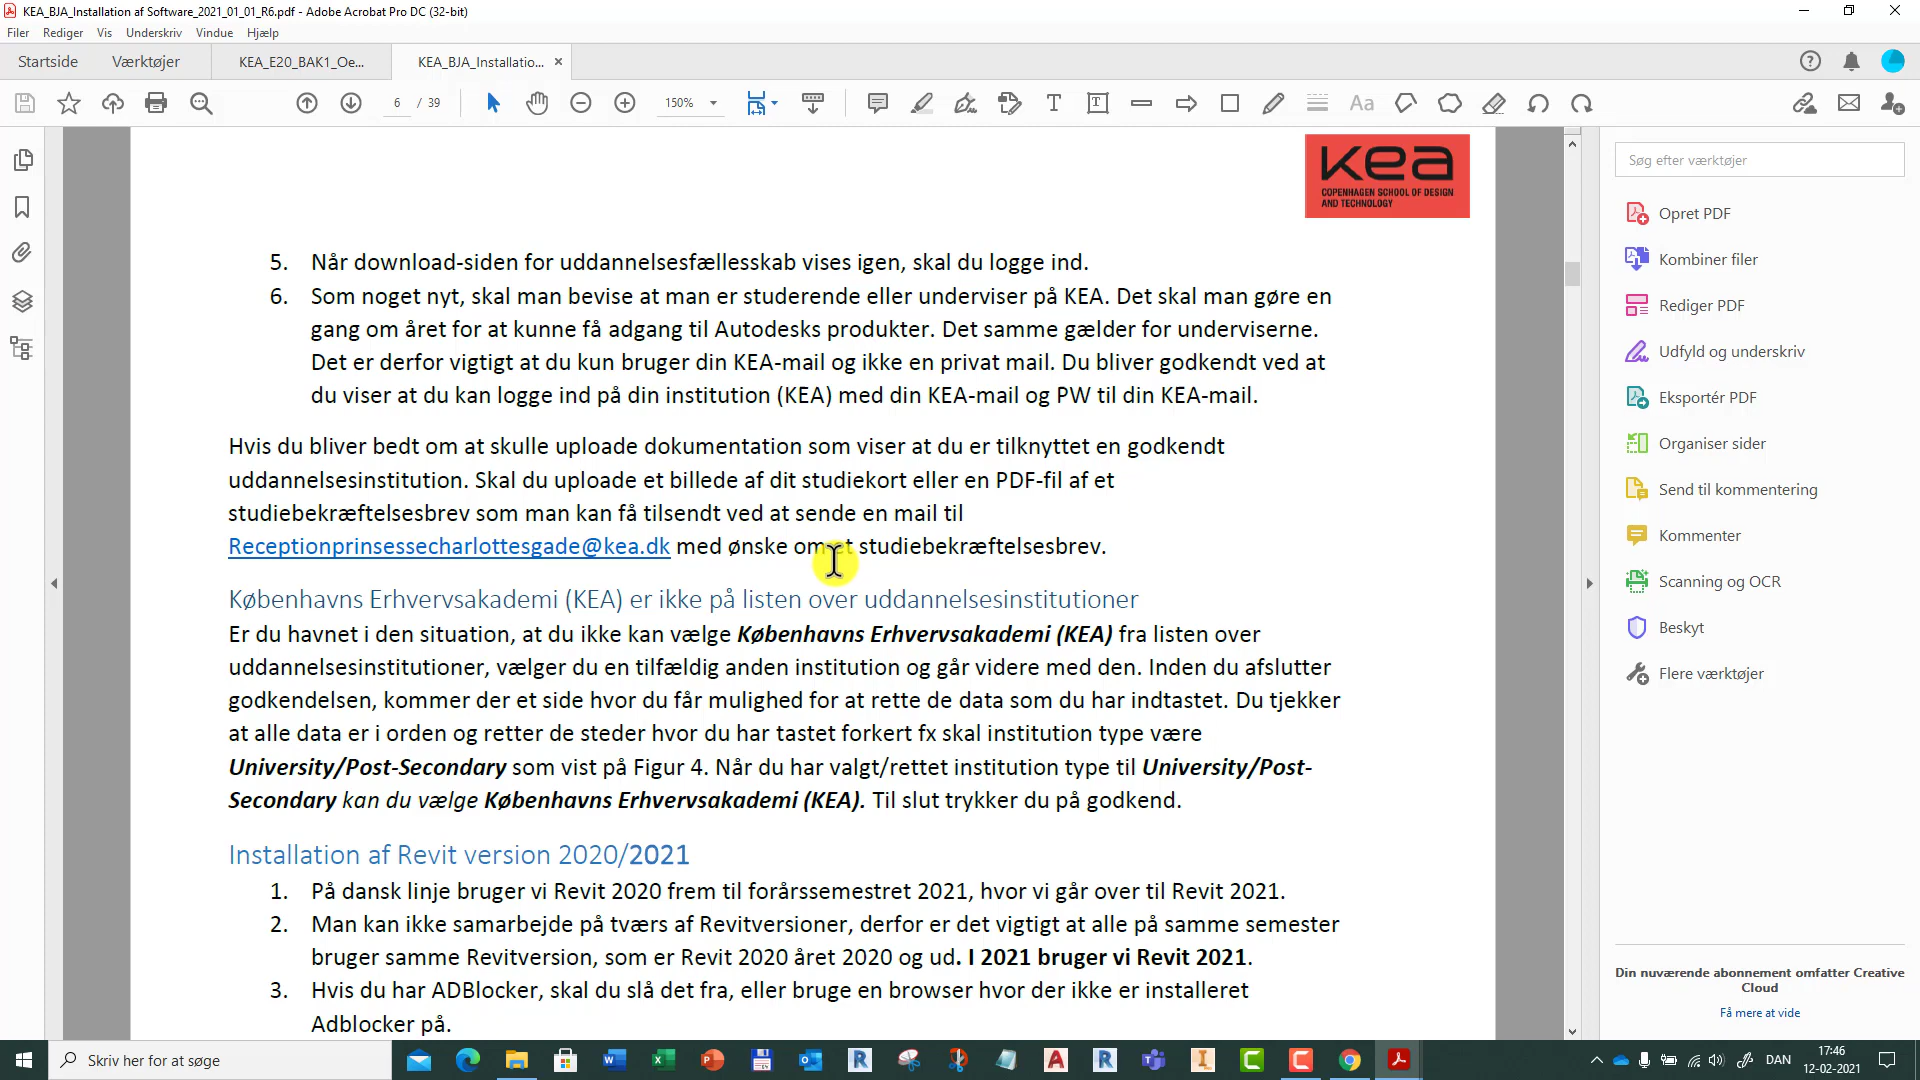 KEA_BJA_Installation af Software_2021_01_01_R6.pdf - Adobe Acrobat Pro DC (32-bit)
Filer Rediger Vis Underskriv Vindue Hjælp
Startside Værktøjer KEA_E20_BAK1_Oe... KEA_BJA_Installatio...
6 / 39 150%
kea
COPENHAGEN SCHOOL OF DESIGN
AND TECHNOLOGY
5. Når download-siden for uddannelsesfællesskab vises igen, skal du logge ind.
6. Som noget nyt, skal man bevise at man er studerende eller underviser på KEA. Det skal man gøre en
gang om året for at kunne få adgang til Autodesks produkter. Det samme gælder for underviserne.
Det er derfor vigtigt at du kun bruger din KEA-mail og ikke en privat mail. Du bliver godkendt ved at
du viser at du kan logge ind på din institution (KEA) med din KEA-mail og PW til din KEA-mail.
Hvis du bliver bedt om at skulle uploade dokumentation som viser at du er tilknyttet en godkendt
uddannelsesinstitution. Skal du uploade et billede af dit studiekort eller en PDF-fil af et
studiebekræftelsesbrev som man kan få tilsendt ved at sende en mail til
Receptionprinsessecharlottesgade@kea.dk med ønske om et studiebekræftelsesbrev.
Københavns Erhvervsakademi (KEA) er ikke på listen over uddannelsesinstitutioner
Er du havnet i den situation, at du ikke kan vælge Københavns Erhvervsakademi (KEA) fra listen over
uddannelsesinstitutioner, vælger du en tilfældig anden institution og går videre med den. Inden du afslutter
godkendelsen, kommer der et side hvor du får mulighed for at rette de data som du har indtastet. Du tjekker
at alle data er i orden og retter de steder hvor du har tastet forkert fx skal institution type være
University/Post-Secondary som vist på Figur 4. Når du har valgt/rettet institution type til University/Post-
Secondary kan du vælge Københavns Erhvervsakademi (KEA). Til slut trykker du på godkend.
Installation af Revit version 2020/2021
1. På dansk linje bruger vi Revit 2020 frem til forårssemestret 2021, hvor vi går over til Revit 2021.
2. Man kan ikke samarbejde på tværs af Revitversioner, derfor er det vigtigt at alle på samme semester
bruger samme Revitversion, som er Revit 2020 året 2020 og ud. I 2021 bruger vi Revit 2021.
3. Hvis du har ADBlocker, skal du slå det fra, eller bruge en browser hvor der ikke er installeret
Adblocker på.
Søg efter værktøjer
Opret PDF
Kombiner filer
Rediger PDF
Udfyld og underskriv
Eksportér PDF
Organiser sider
Send til kommentering
Kommenter
Scanning og OCR
Beskyt
Flere værktøjer
Din nuværende abonnement omfatter Creative
Cloud
Få mere at vide
Skriv her for at søge
DAN
17:46
12-02-2021